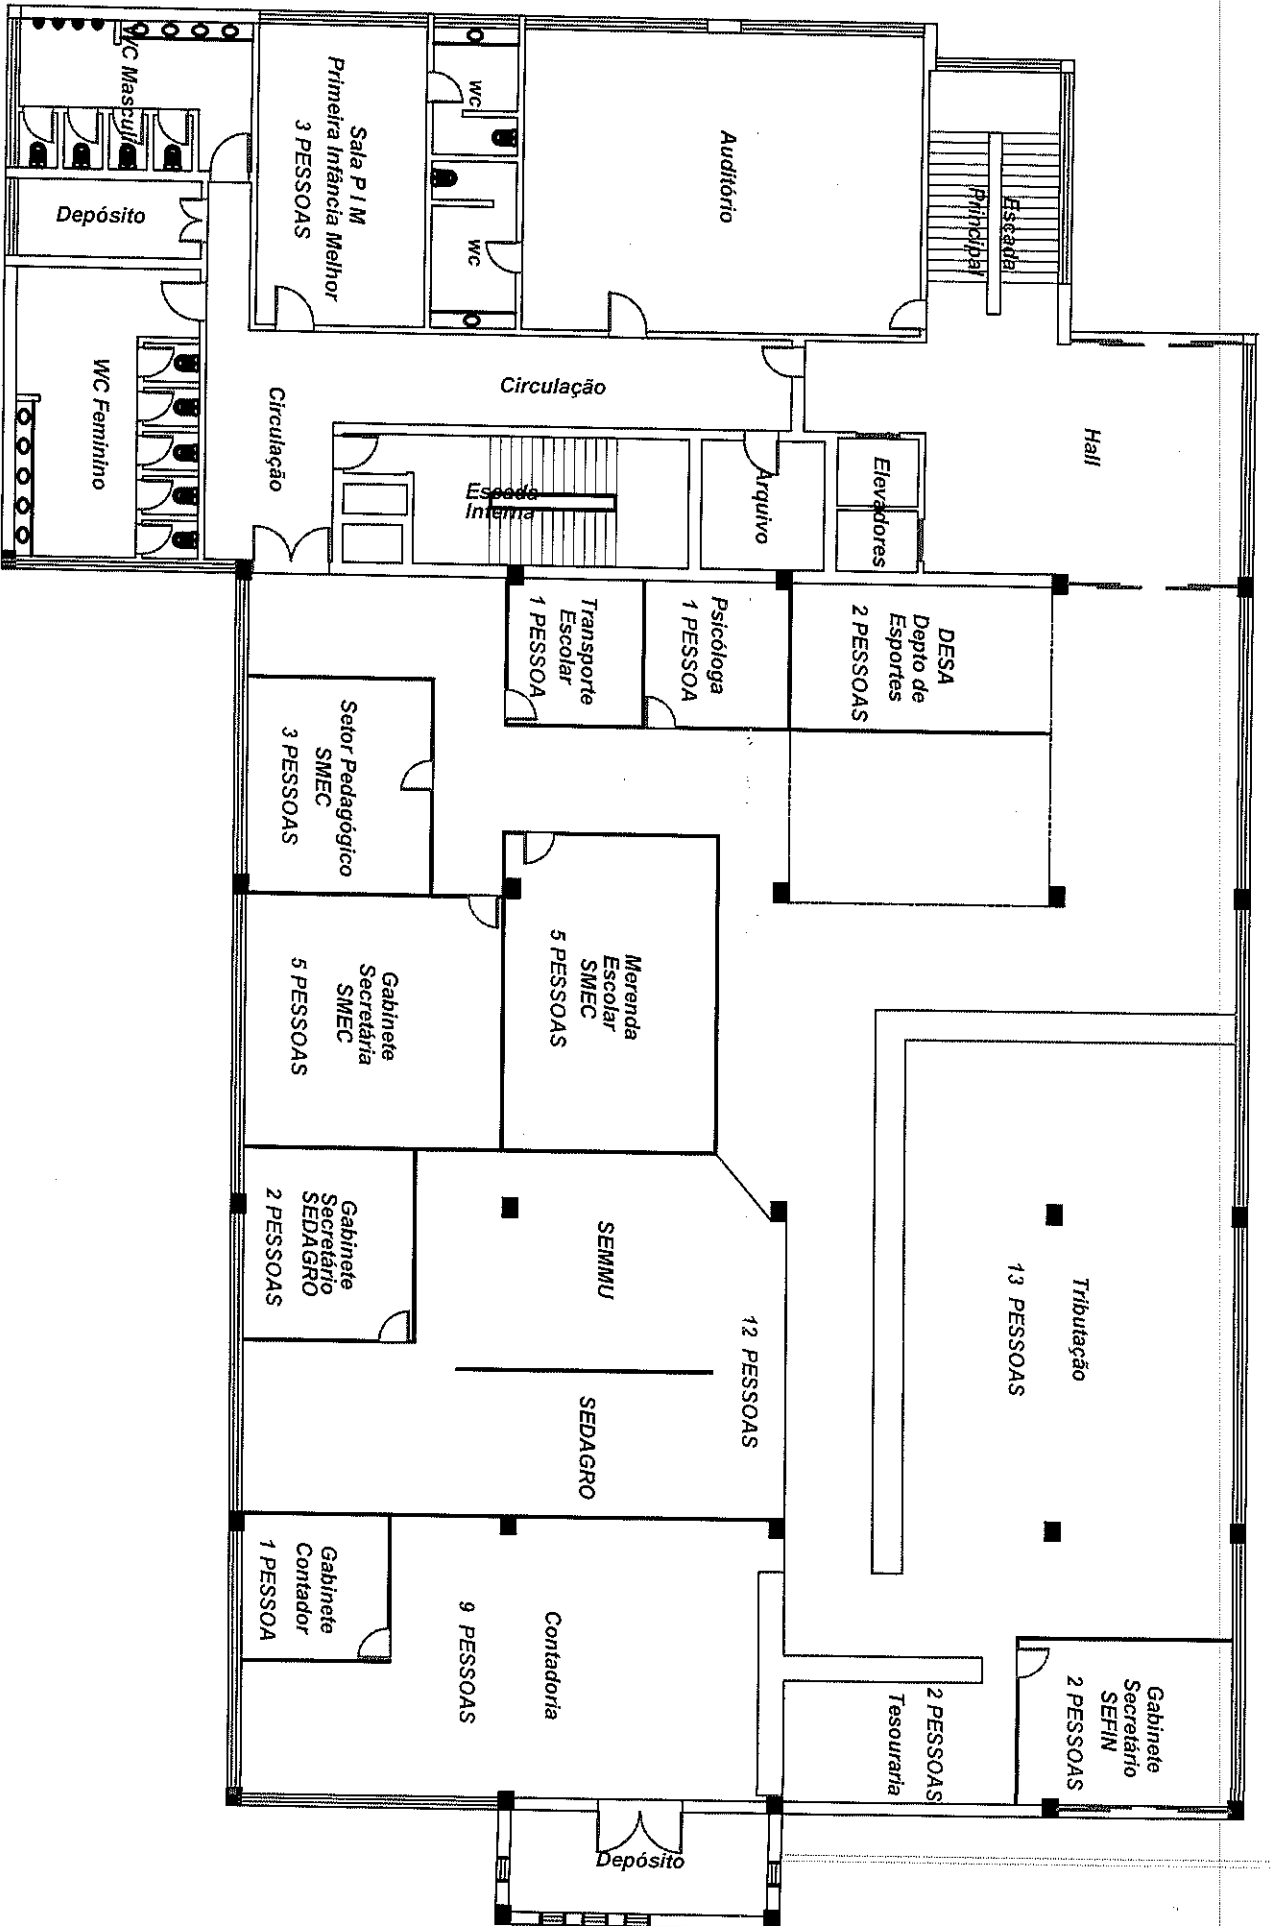 WC Masculi
Depósito
WC Feminino
Sala P I M
Primeira Infância Melhor
3 PESSOAS
wc
wc
Auditório
Escada
Principal
Circulação
Circulação
Hall
Escada
Interna
Arquivo
Elevadores
Transporte
Escolar
1 PESSOA
Psicóloga
1 PESSOA
DESA
Depto de
Esportes
2 PESSOAS
Setor Pedagógico
SMEC
3 PESSOAS
Gabinete
Secretária
SMEC
5 PESSOAS
Merenda
Escolar
SMEC
5 PESSOAS
Gabinete
Secretário
SEDAGRO
2 PESSOAS
SEMMU
12 PESSOAS
SEDAGRO
Tributação
13 PESSOAS
Gabinete
Contador
1 PESSOA
Contadoria
9 PESSOAS
2 PESSOAS
Tesouraria
Gabinete
Secretário
SEFIN
2 PESSOAS
Depósito